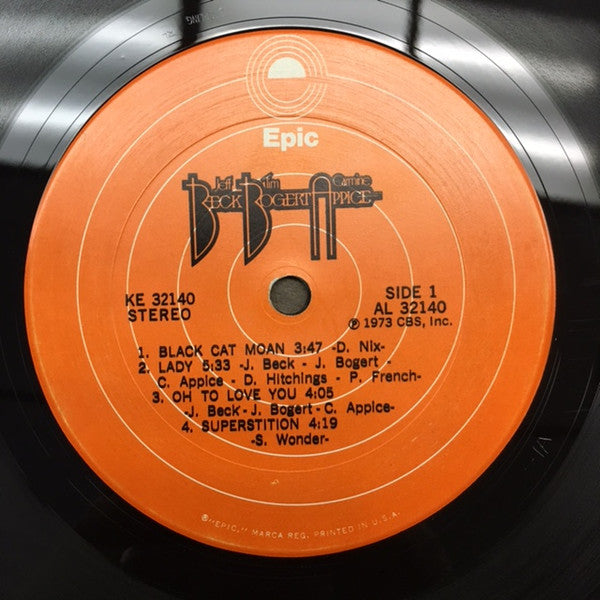 Epic
Jeff Tim Carmine
BECK BOGERT APPICE
KE 32140
STEREO
SIDE 1
AL 32140
℗ 1973 CBS, Inc.
1. BLACK CAT MOAN 3:47 -D. Nix-
2. LADY 5:33 -J. Beck - J. Bogert -
C. Appice - D. Hitchings - P. French-
3. OH TO LOVE YOU 4:05
-J. Beck - J. Bogert - C. Appice-
4. SUPERSTITION 4:19
-S. Wonder-
®"EPIC," MARCA REG. PRINTED IN U.S.A.